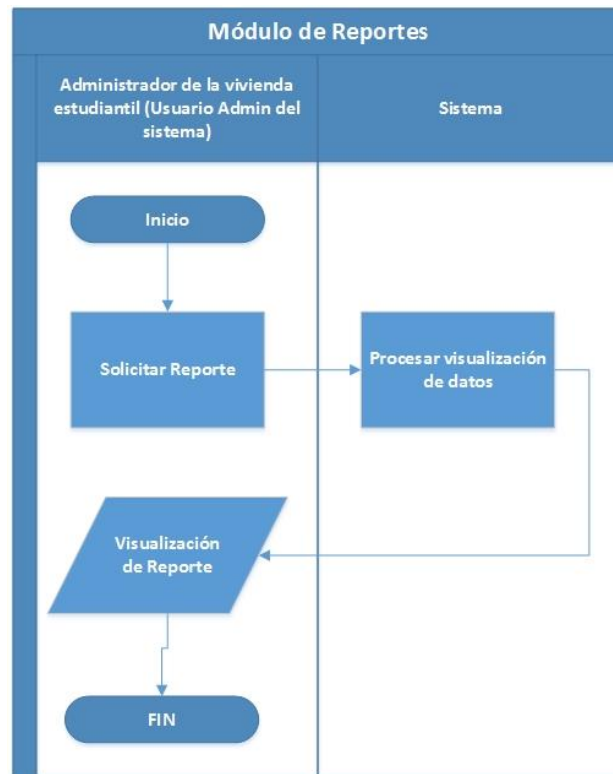 Módulo de Reportes
Administrador de la vivienda
estudiantil (Usuario Admin del
sistema)
Sistema
Inicio
Solicitar Reporte
Procesar visualización
de datos
Visualización
de Reporte
FIN